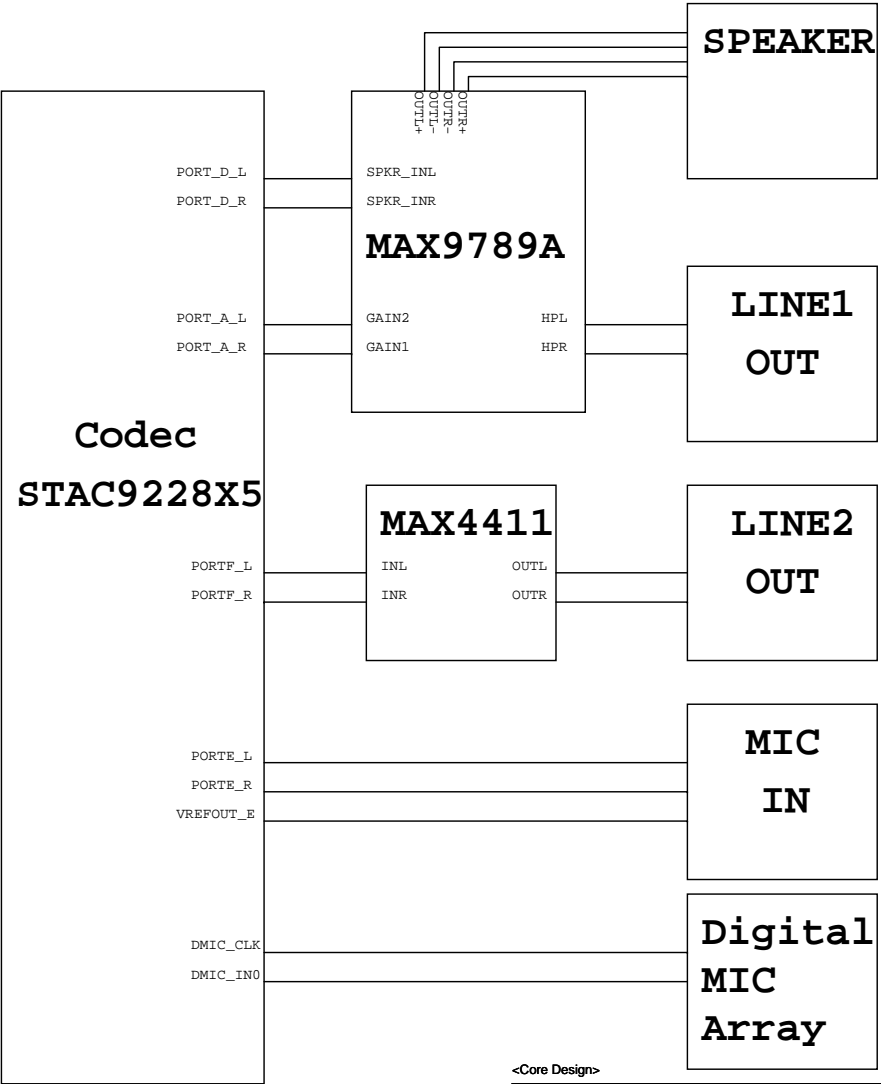 SPEAKER
OUTL+
OUTL-
OUTR-
OUTR+
PORT_D_L
SPKR_INL
PORT_D_R
SPKR_INR
MAX9789A
LINE1
OUT
PORT_A_L
GAIN2
HPL
PORT_A_R
GAIN1
HPR
Codec
STAC9228X5
MAX4411
LINE2
OUT
PORTF_L
INL
OUTL
PORTF_R
INR
OUTR
MIC
IN
PORTE_L
PORTE_R
VREFOUT_E
Digital
MIC
Array
DMIC_CLK
DMIC_IN0
<Core Design>